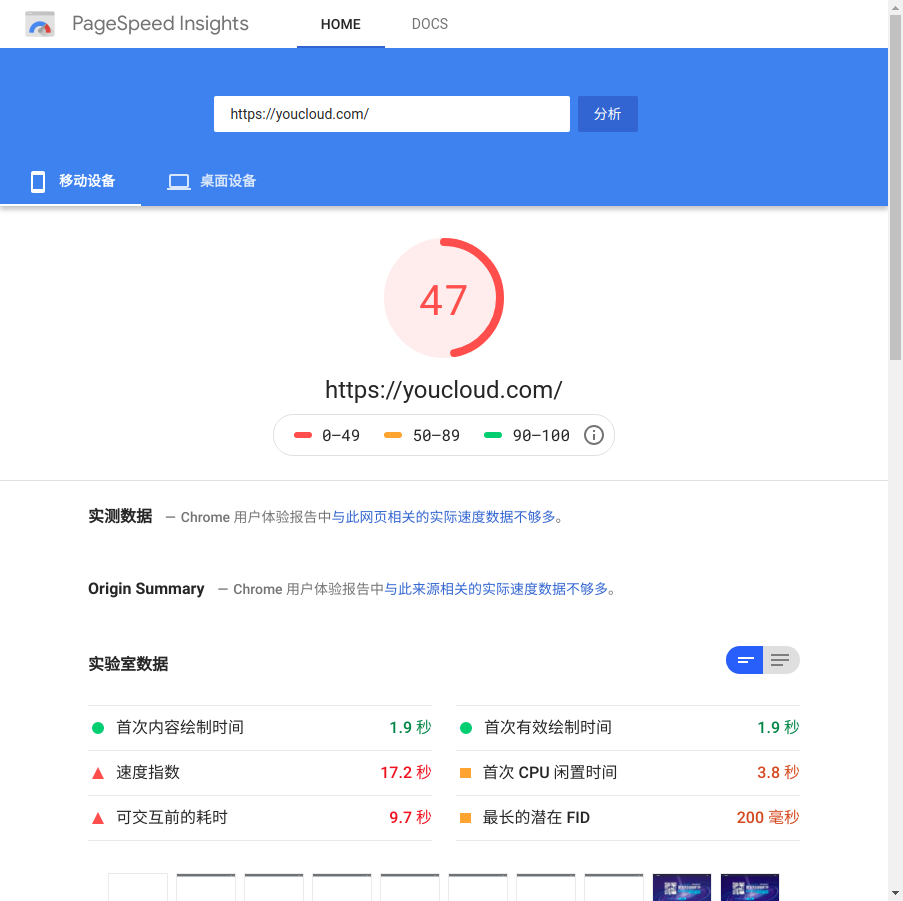 PageSpeed Insights
HOME
DOCS
https://youcloud.com/
分析
移动设备
桌面设备
47
https://youcloud.com/
0–49
50–89
90–100
实测数据 — Chrome 用户体验报告中与此网页相关的实际速度数据不够多。
Origin Summary — Chrome 用户体验报告中与此来源相关的实际速度数据不够多。
实验室数据
首次内容绘制时间 1.9 秒
首次有效绘制时间 1.9 秒
速度指数 17.2 秒
首次 CPU 闲置时间 3.8 秒
可交互前的耗时 9.7 秒
最长的潜在 FID 200 毫秒